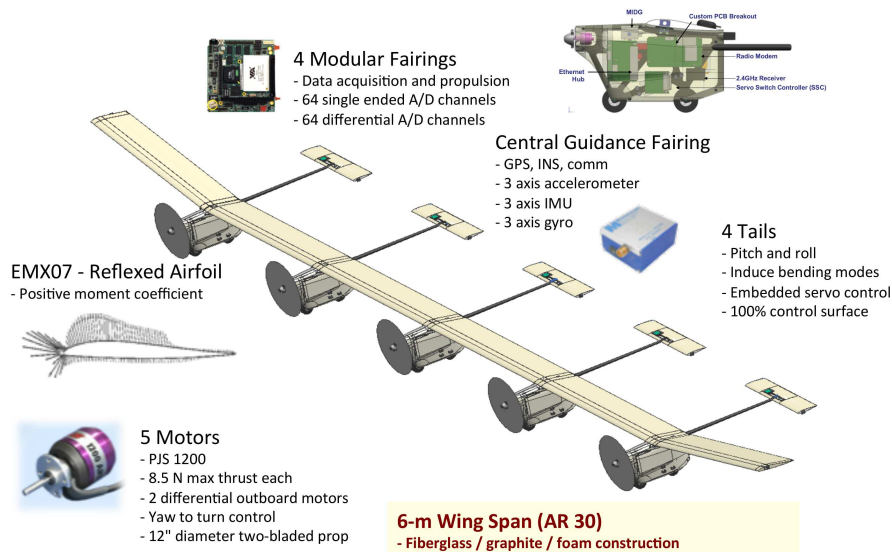 MIDG
Custom PCB Breakout
Radio Modem
Ethernet
Hub
2.4GHz Receiver
Servo Switch Controller (SSC)
4 Modular Fairings
- Data acquisition and propulsion
- 64 single ended A/D channels
- 64 differential A/D channels
Central Guidance Fairing
- GPS, INS, comm
- 3 axis accelerometer
- 3 axis IMU
- 3 axis gyro
4 Tails
- Pitch and roll
- Induce bending modes
- Embedded servo control
- 100% control surface
EMX07 - Reflexed Airfoil
- Positive moment coefficient
5 Motors
- PJS 1200
- 8.5 N max thrust each
- 2 differential outboard motors
- Yaw to turn control
- 12" diameter two-bladed prop
1200
6-m Wing Span (AR 30)
- Fiberglass / graphite / foam construction